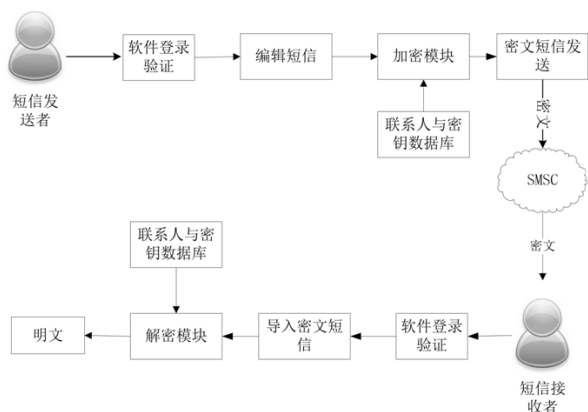 软件登录
验证
编辑短信
加密模块
密文短信发
送
短信发
送者
联系人与密
钥数据库
密文
SMSC
联系人与密
钥数据库
密文
明文
解密模块
导入密文短
信
软件登录
验证
短信接
收者